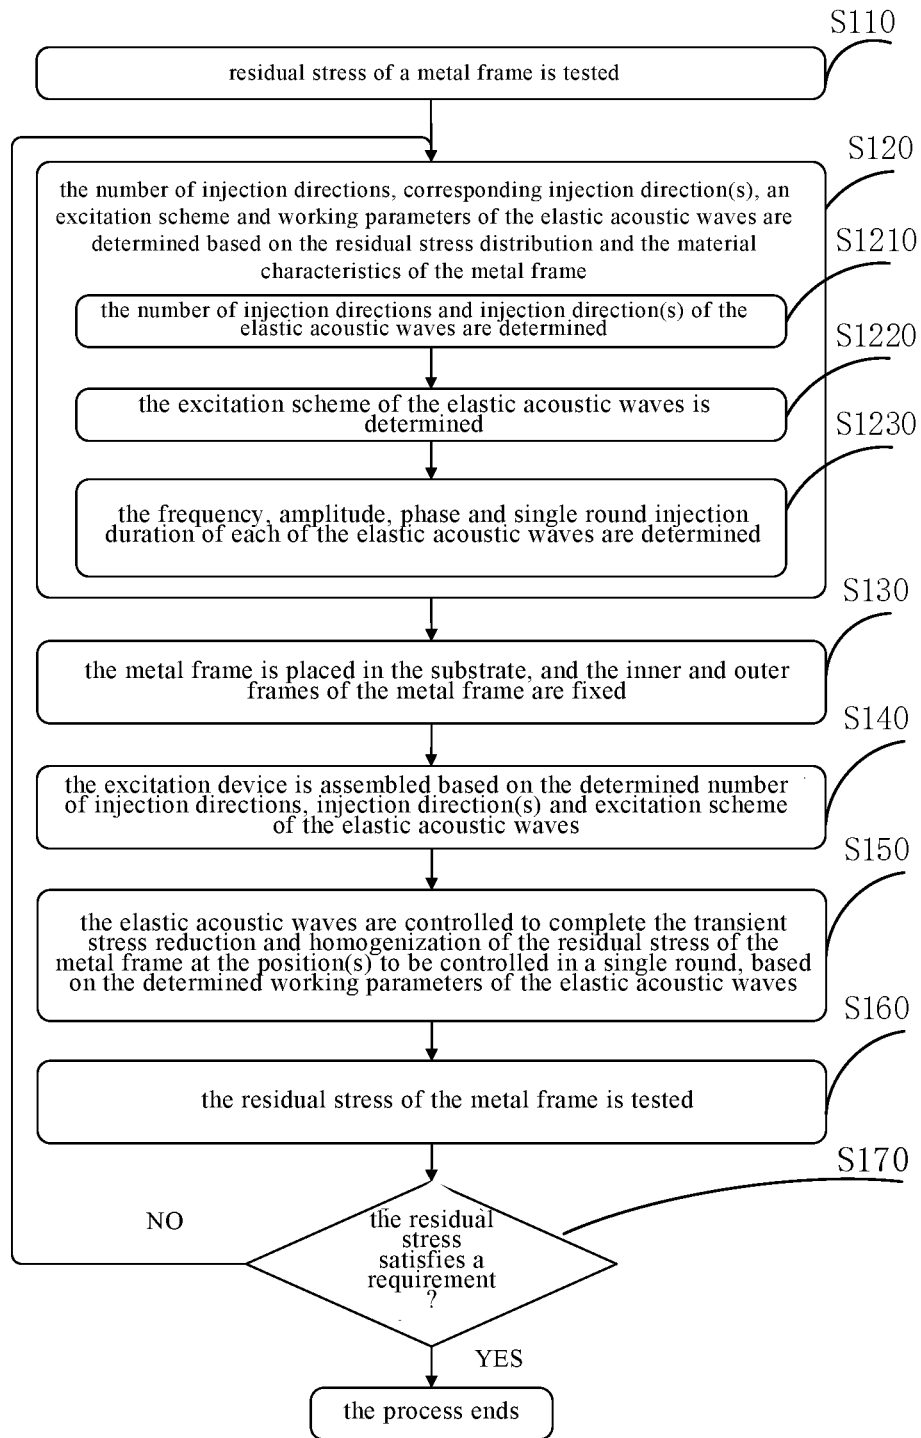 S110
residual stress of a metal frame is tested
S120
the number of injection directions, corresponding injection direction(s), an
excitation scheme and working parameters of the elastic acoustic waves are
determined based on the residual stress distribution and the material
characteristics of the metal frame
S1210
the number of injection directions and injection direction(s) of the
elastic acoustic waves are determined
S1220
the excitation scheme of the elastic acoustic waves is
determined
S1230
the frequency, amplitude, phase and single round injection
duration of each of the elastic acoustic waves are determined
S130
the metal frame is placed in the substrate, and the inner and outer
frames of the metal frame are fixed
S140
the excitation device is assembled based on the determined number
of injection directions, injection direction(s) and excitation scheme
of the elastic acoustic waves
S150
the elastic acoustic waves are controlled to complete the transient
stress reduction and homogenization of the residual stress of the
metal frame at the position(s) to be controlled in a single round, based
on the determined working parameters of the elastic acoustic waves
S160
the residual stress of the metal frame is tested
S170
NO
the residual
stress
satisfies a
requirement
?
YES
the process ends